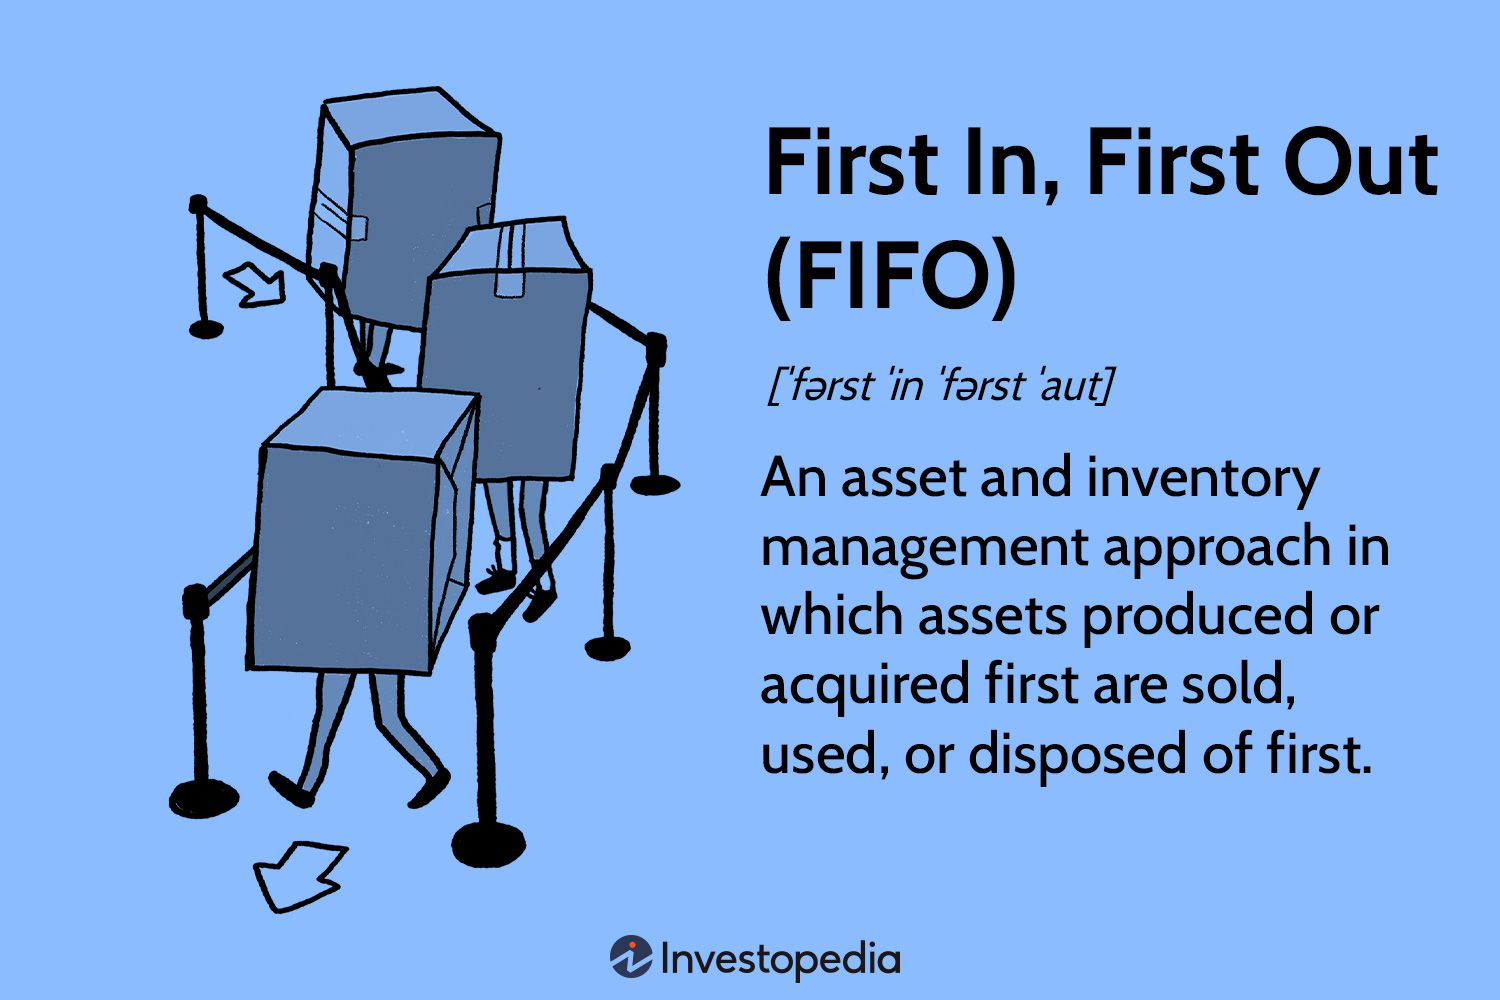 First In, First Out
(FIFO)
[ˈfərst ˈin ˈfərst ˈaut]
An asset and inventory
management approach in
which assets produced or
acquired first are sold,
used, or disposed of first.
Investopedia